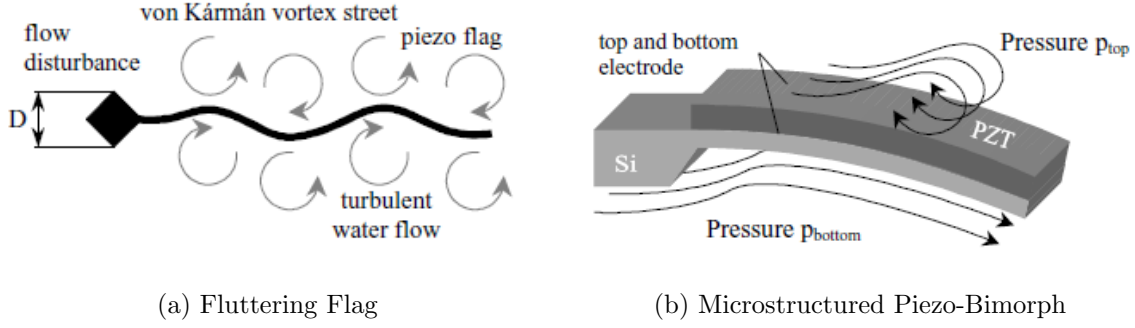 von Kármán vortex street
flow
disturbance
piezo flag
D
turbulent
water flow
(a) Fluttering Flag
top and bottom
electrode
Pressure p_top
PZT
Si
Pressure p_bottom
(b) Microstructured Piezo-Bimorph